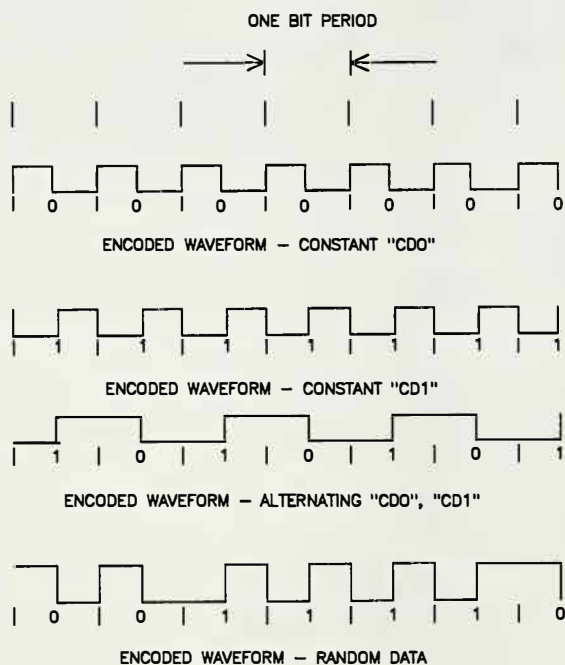 ONE BIT PERIOD
0 0 0 0 0 0 0
ENCODED WAVEFORM – CONSTANT "CD0"
1 1 1 1 1 1 1
ENCODED WAVEFORM – CONSTANT "CD1"
1 0 1 0 1 0 1
ENCODED WAVEFORM – ALTERNATING "CD0", "CD1"
0 0 1 1 1 1 0
ENCODED WAVEFORM – RANDOM DATA